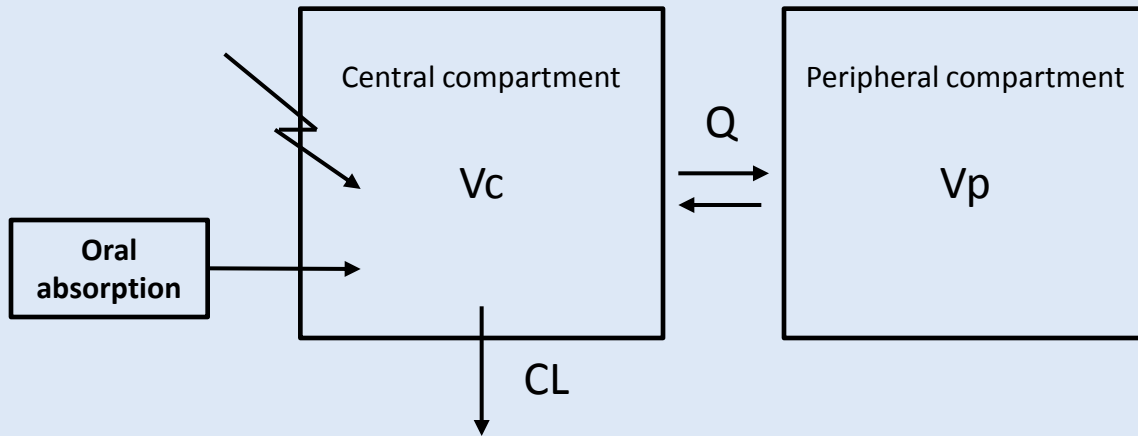 Central compartment
Peripheral compartment
Q
Vc
Vp
Oral
absorption
CL